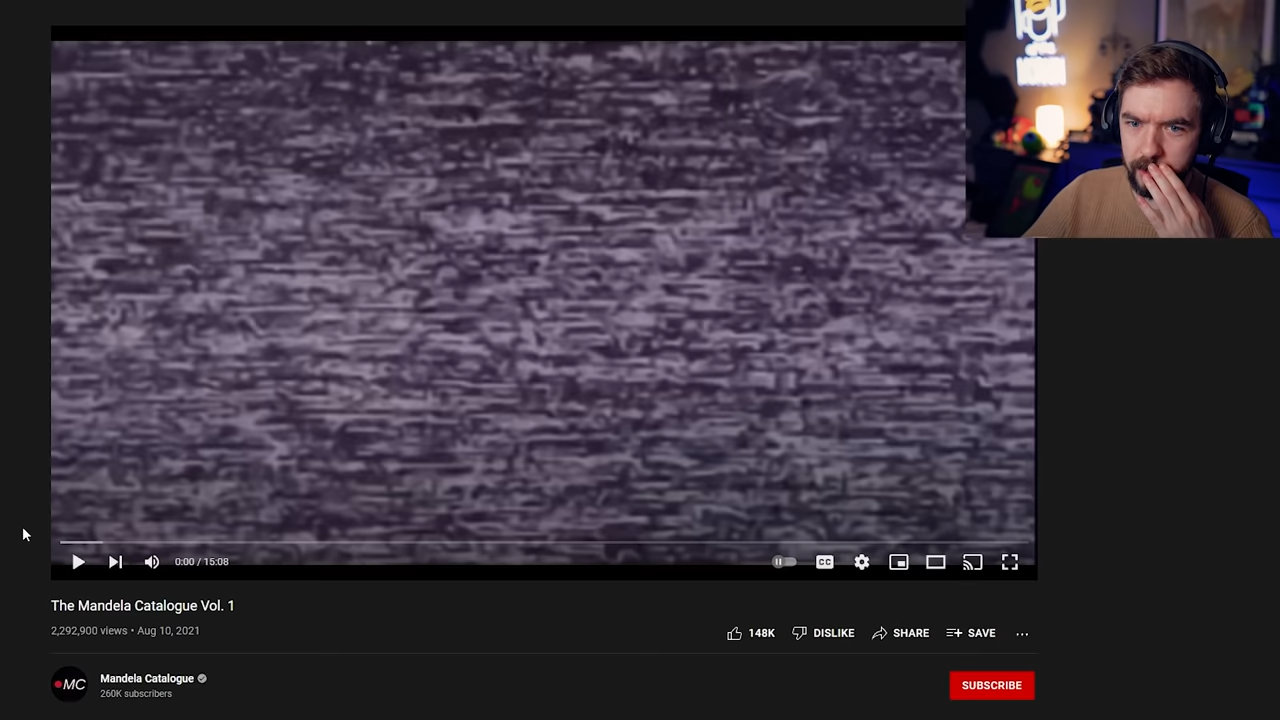 0:00 / 15:08
CC
The Mandela Catalogue Vol. 1
2,292,900 views • Aug 10, 2021
148K DISLIKE SHARE SAVE
MC
Mandela Catalogue
260K subscribers
SUBSCRIBE